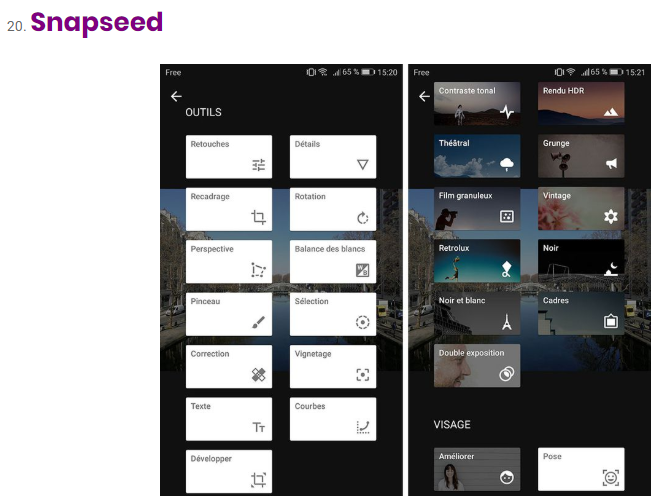 20. Snapseed
Free 65 % 15:20
OUTILS
Retouches Détails
Recadrage Rotation
Perspective Balance des blancs
Pinceau Sélection
Correction Vignetage
Texte Courbes
TT
Développer
Free 65 % 15:21
Contraste tonal Rendu HDR
Théâtral Grunge
Film granuleux Vintage
Retrolux Noir
Noir et blanc Cadres
Double exposition
VISAGE
Améliorer Pose